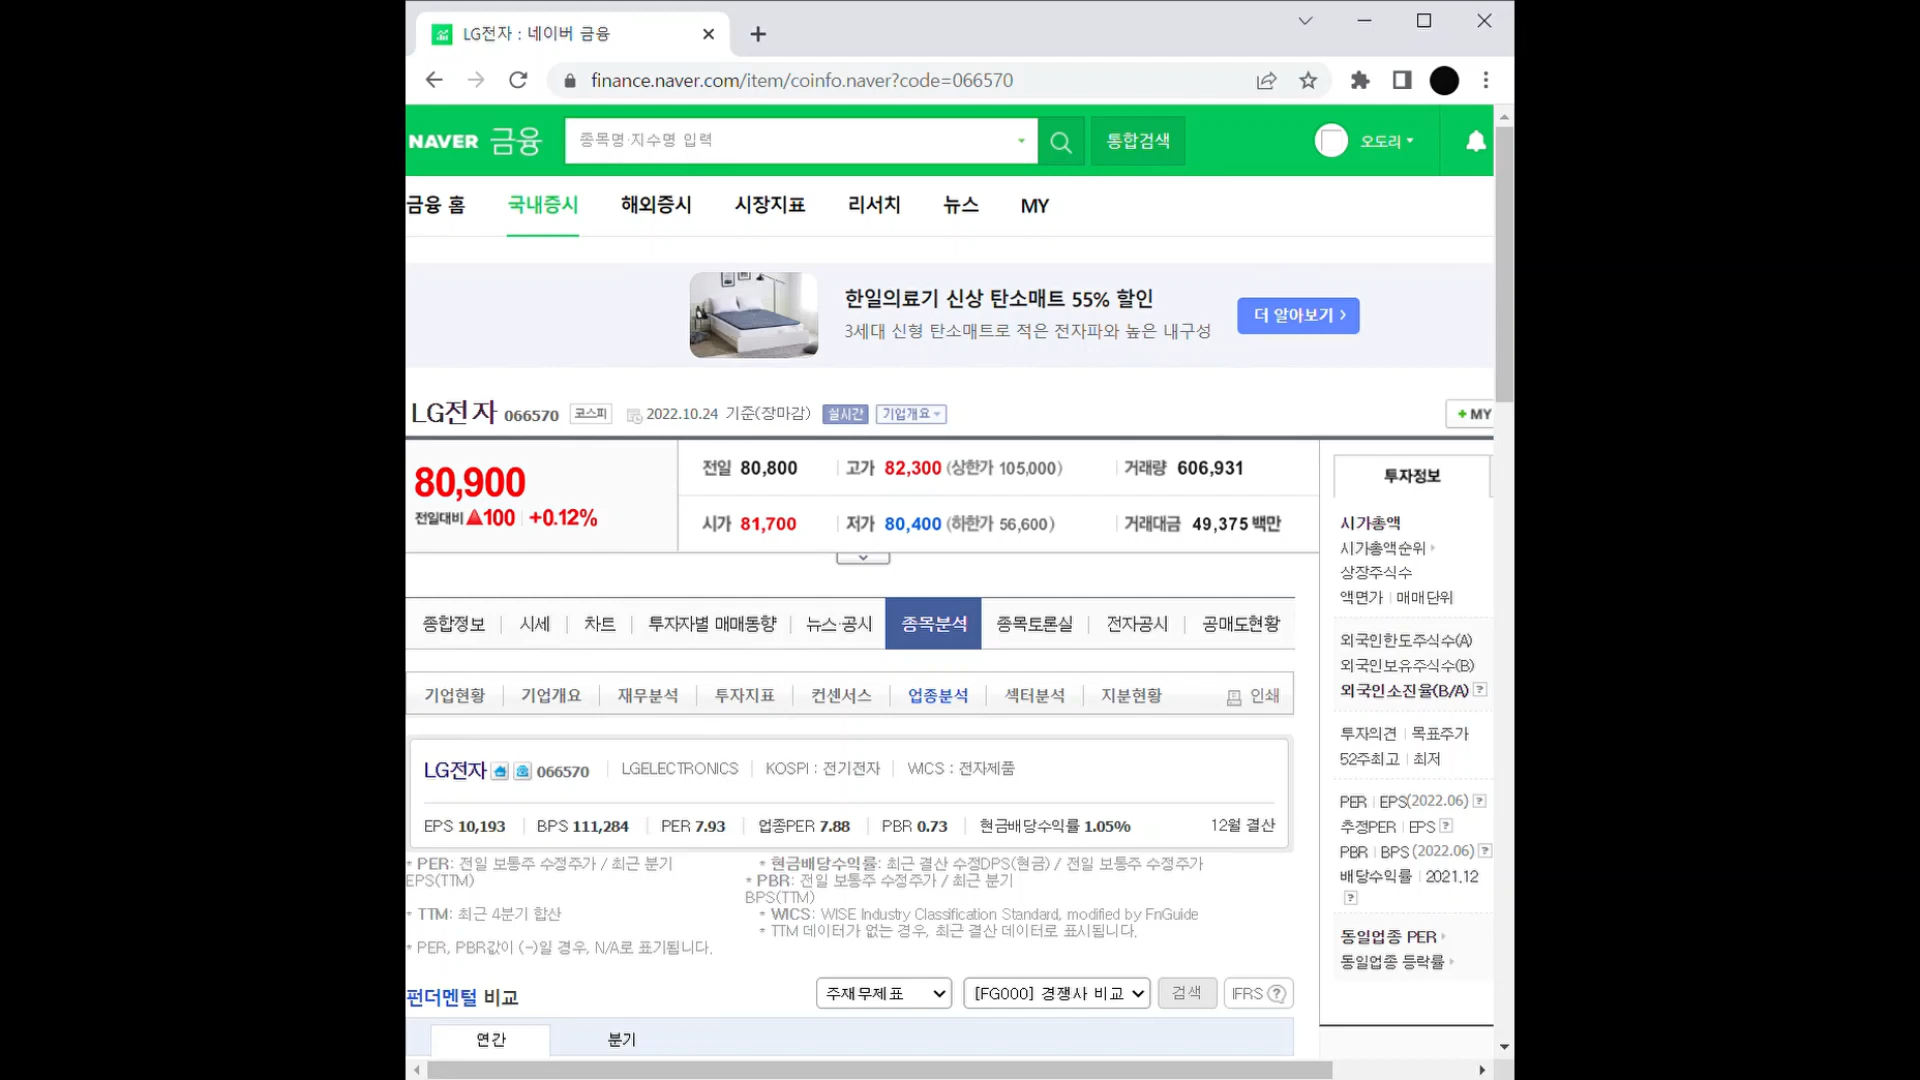 LG전자 : 네이버 금융
finance.naver.com/item/coinfo.naver?code=066570
NAVER 금융
종목명·지수명 입력
통합검색
오도리
금융 홈 국내증시 해외증시 시장지표 리서치 뉴스 MY
한일의료기 신상 탄소매트 55% 할인
3세대 신형 탄소매트로 적은 전자파와 높은 내구성
더 알아보기 ›
LG전자 066570 코스피 2022.10.24 기준(장마감) 실시간 기업개요
+ MY
80,900
전일대비 ▲100 +0.12%
전일 80,800 고가 82,300 (상한가 105,000) 거래량 606,931
시가 81,700 저가 80,400 (하한가 56,600) 거래대금 49,375 백만
종합정보 시세 차트 투자자별 매매동향 뉴스·공시 종목분석 종목토론실 전자공시 공매도현황
기업현황 기업개요 재무분석 투자지표 컨센서스 업종분석 섹터분석 지분현황 인쇄
LG전자 066570 LGELECTRONICS KOSPI : 전기전자 WICS : 전자제품
EPS 10,193 BPS 111,284 PER 7.93 업종PER 7.88 PBR 0.73 현금배당수익률 1.05% 12월 결산
* PER: 전일 보통주 수정주가 / 최근 분기
EPS(TTM)
* TTM: 최근 4분기 합산
* PER, PBR값이 (-)일 경우, N/A로 표기됩니다.
* 현금배당수익률: 최근 결산 수정DPS(현금) / 전일 보통주 수정주가
* PBR: 전일 보통주 수정주가 / 최근 분기
BPS(TTM)
* WICS: WISE Industry Classification Standard, modified by FnGuide
* TTM 데이터가 없는 경우, 최근 결산 데이터로 표시됩니다.
펀더멘털 비교
주재무제표
[FG000] 경쟁사 비교
검색
IFRS ?
연간 분기
투자정보
시가총액
시가총액순위
상장주식수
액면가 매매단위
외국인한도주식수(A)
외국인보유주식수(B)
외국인소진율(B/A) ?
투자의견 목표주가
52주최고 최저
PER EPS(2022.06) ?
추정PER EPS ?
PBR BPS (2022.06) ?
배당수익률 2021.12
?
동일업종 PER
동일업종 등락률